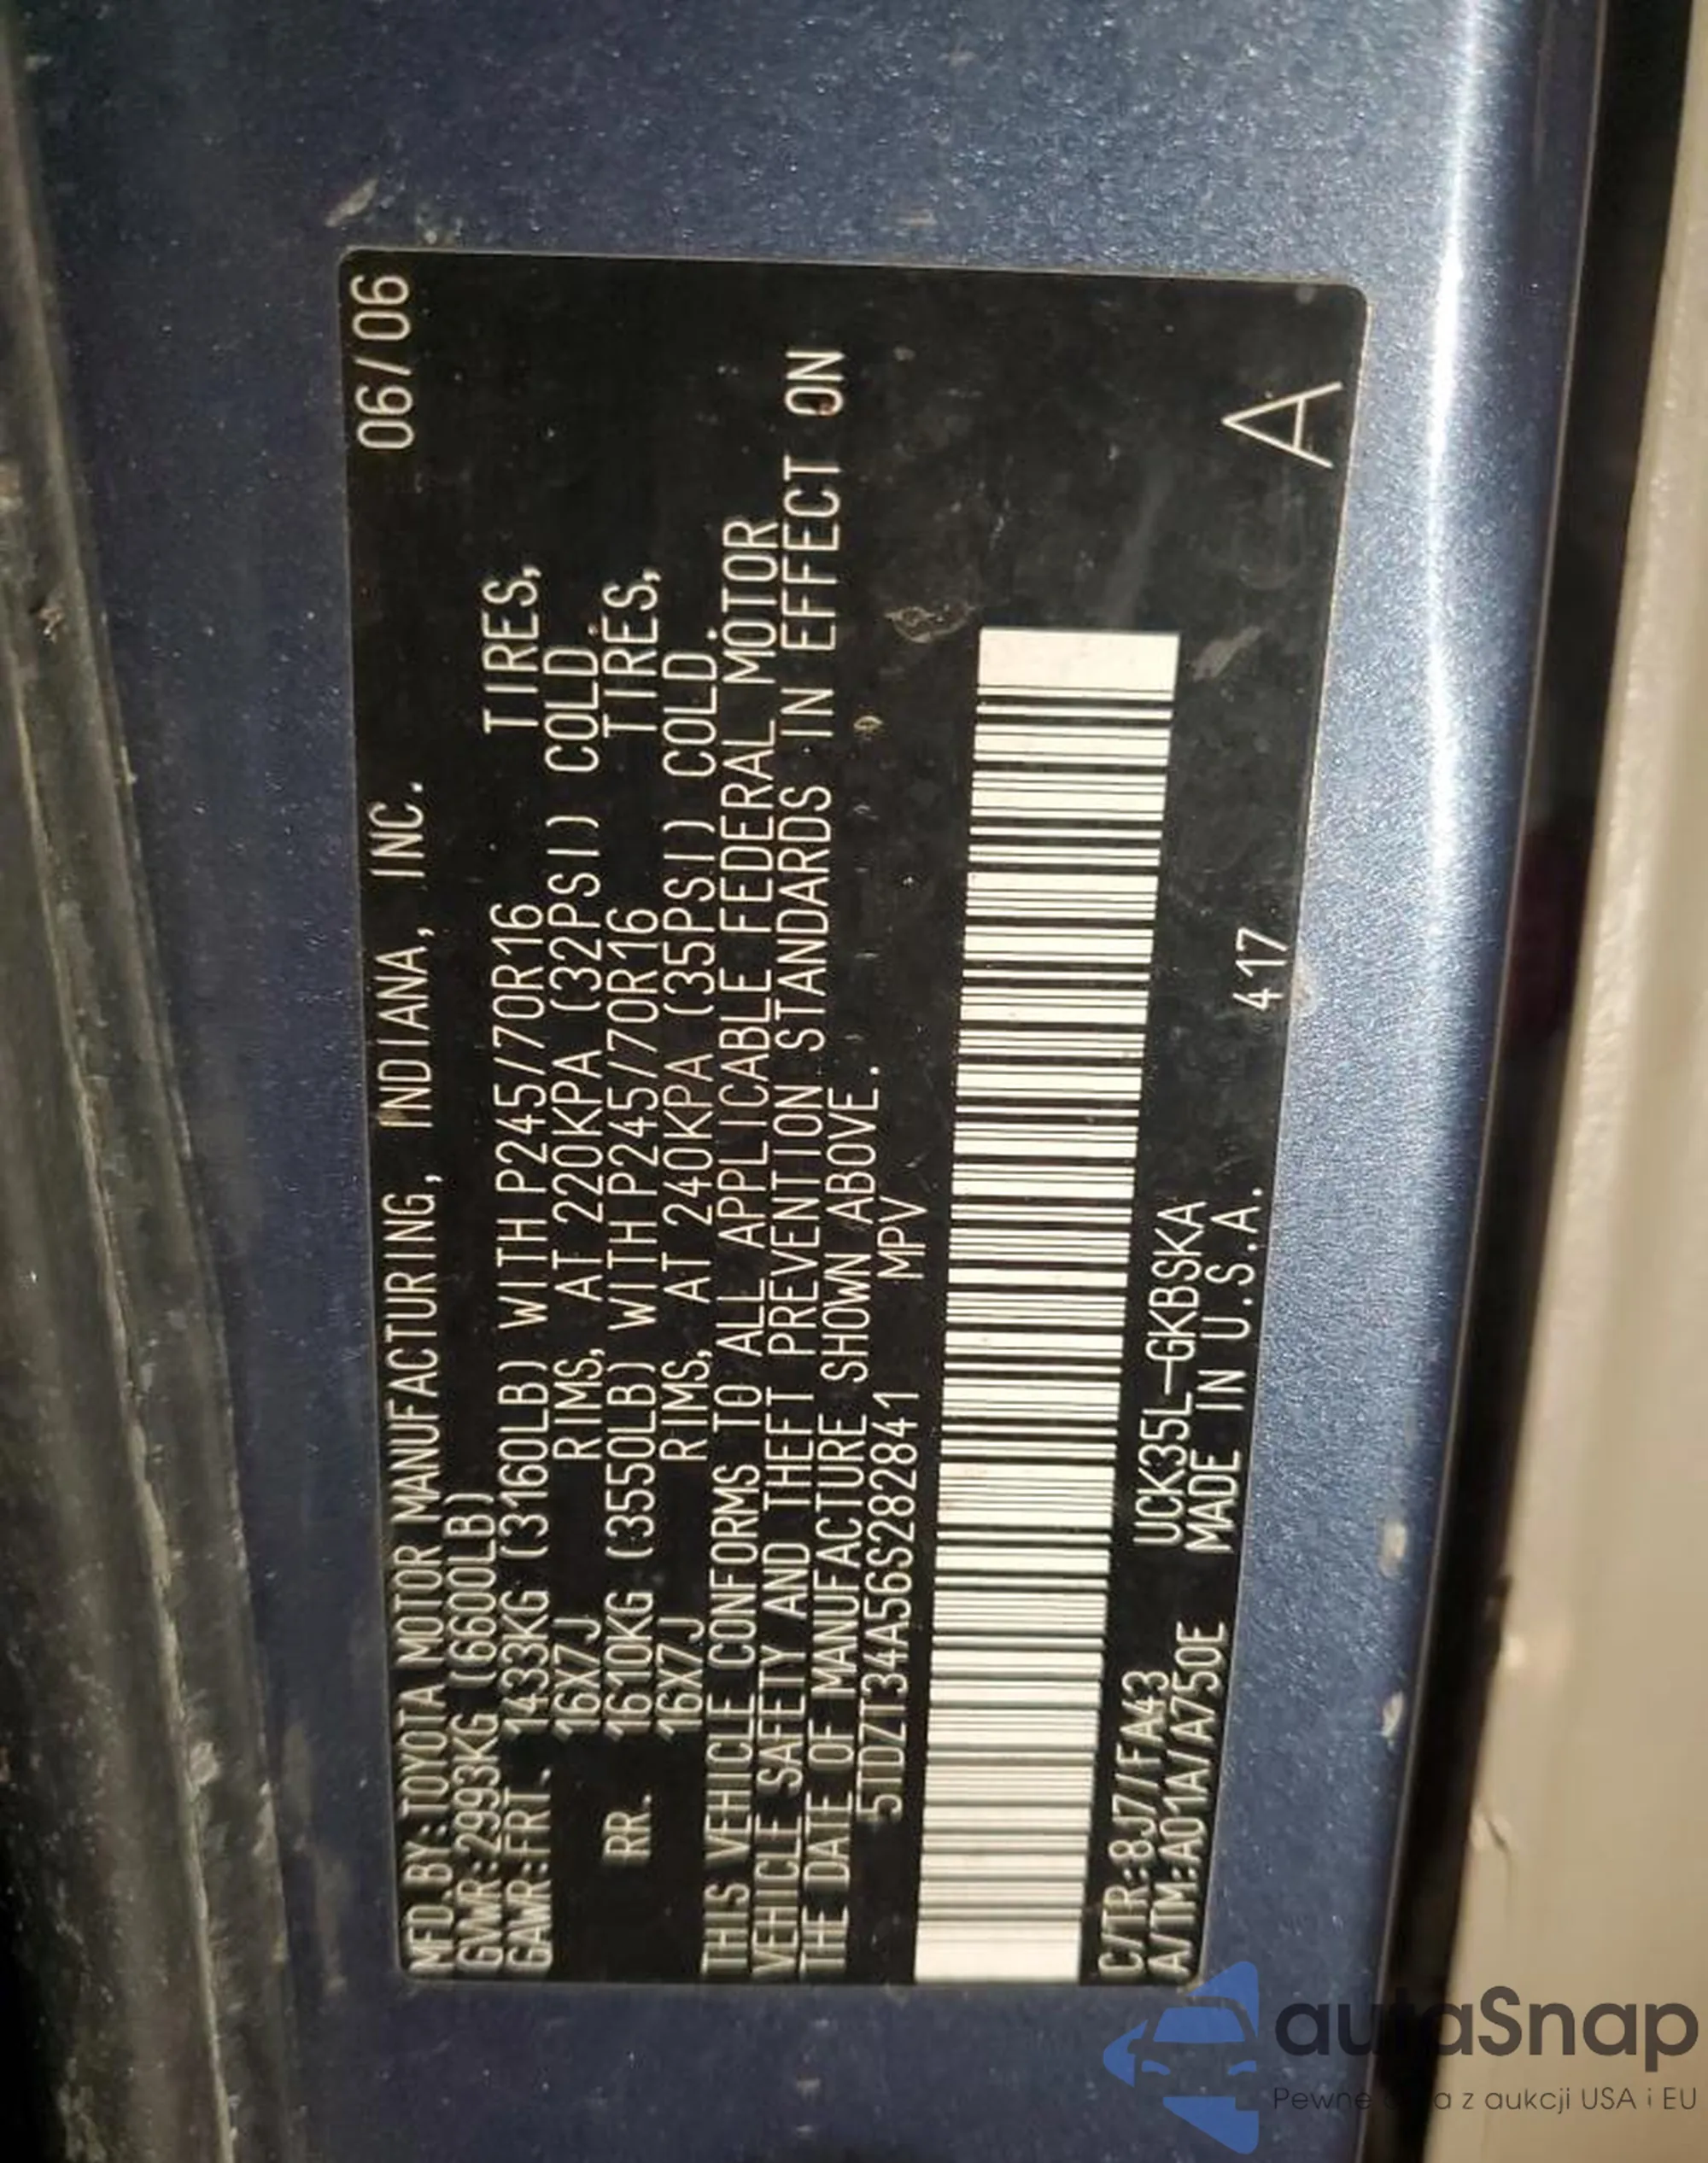 MFD.BY:TOYOTA MOTOR MANUFACTURING, INDIANA, INC. 06/06
GVWR:2993KG (6600LB)
GAWR:FRT. 1433KG (3160LB) WITH P245/70R16 TIRES,
16X7J RIMS, AT 220KPA (32PSI) COLD.
RR. 1610KG (3550LB) WITH P245/70R16 TIRES,
16X7J RIMS, AT 240KPA (35PSI) COLD.
THIS VEHICLE CONFORMS TO ALL APPLICABLE FEDERAL MOTOR
VEHICLE SAFETY AND THEFT PREVENTION STANDARDS IN EFFECT ON
THE DATE OF MANUFACTURE SHOWN ABOVE.
5TDZT34A56S282841 MPV
C/TR:8J7/FA43 UCK35L-GKBSKA
A/TM:A01A/A750E MADE IN U.S.A. 417
A
autaSnap
Pewne z aukcji USA i EU